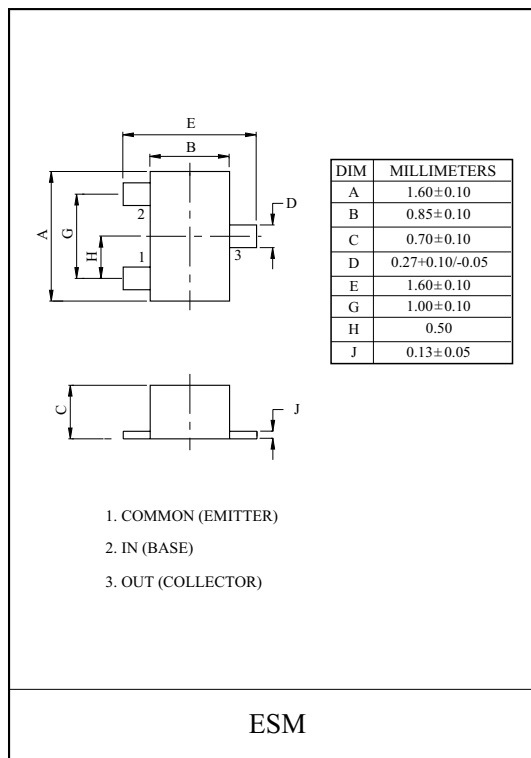 E
B
DIM MILLIMETERS
A 1.60±0.10
B 0.85±0.10
C 0.70±0.10
D 0.27+0.10/-0.05
E 1.60±0.10
G 1.00±0.10
H 0.50
J 0.13±0.05
A
G
H
2
1
D
3
C
J
1. COMMON (EMITTER)
2. IN (BASE)
3. OUT (COLLECTOR)
ESM